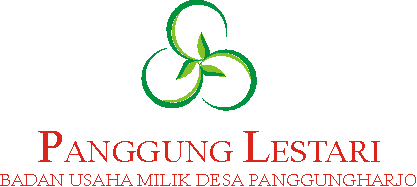 PANGGUNG LESTARI
BADAN USAHA MILIK DESA PANGGUNGHARJO